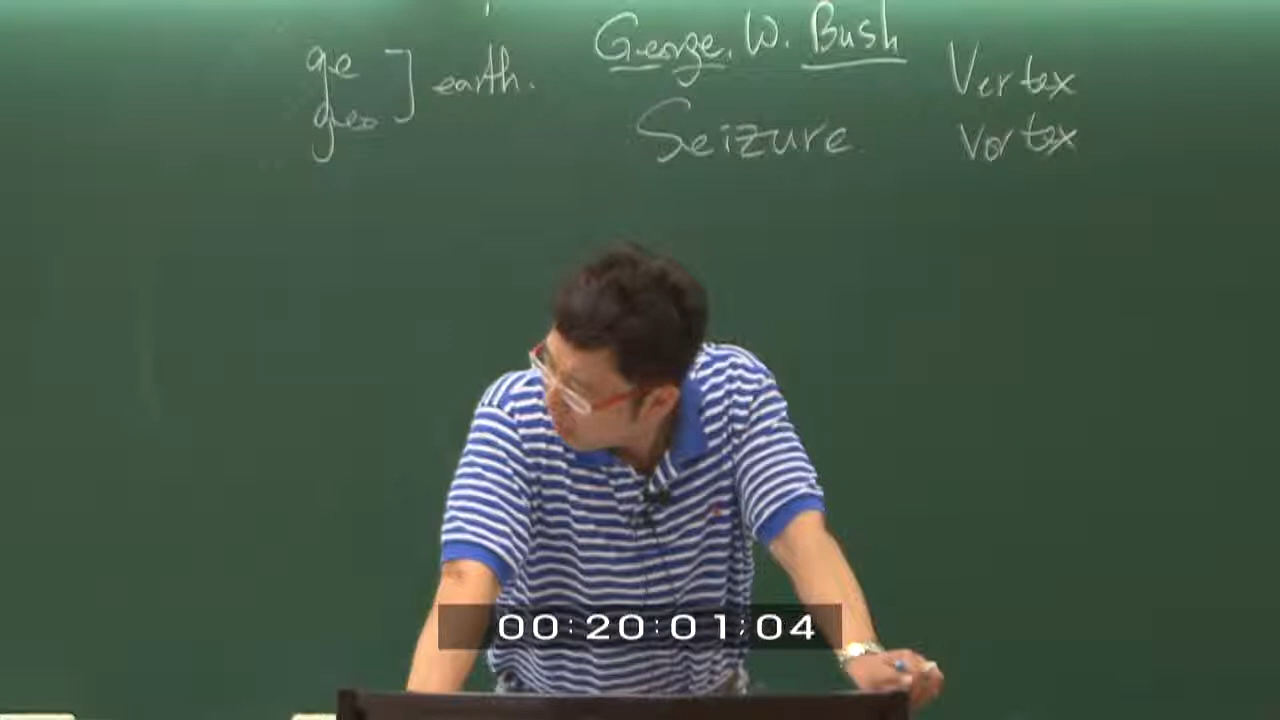 ge
geo
] earth.
George. W. Bush
Seizure
Vertex
Vortex
00:20:01;04